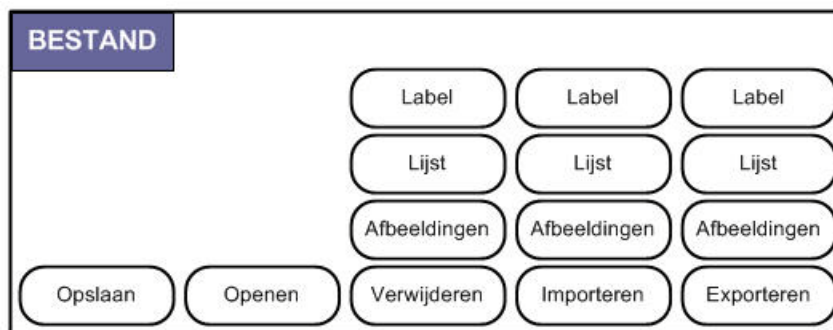 BESTAND
Label Label Label
Lijst Lijst Lijst
Afbeeldingen Afbeeldingen Afbeeldingen
Opslaan Openen Verwijderen Importeren Exporteren